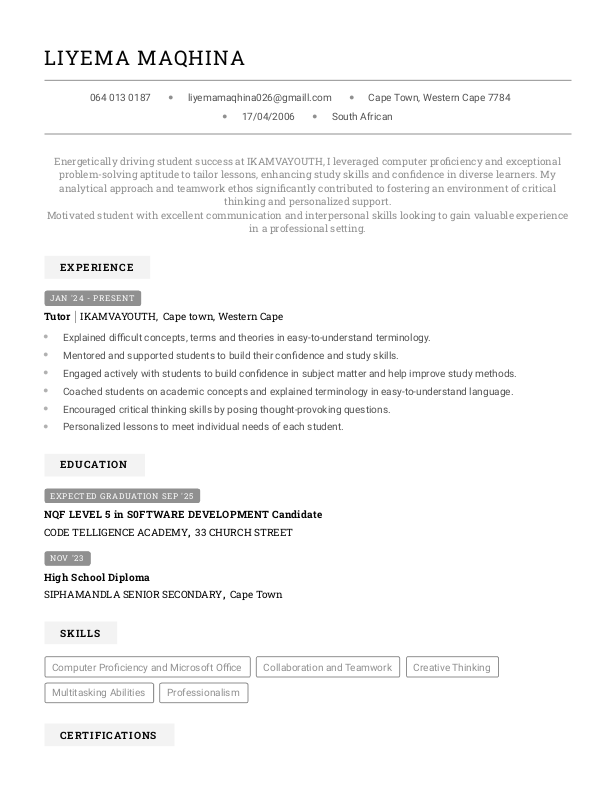 LIYEMA MAQHINA
064 013 0187 • liyemamaqhina026@gmaill.com • Cape Town, Western Cape 7784
• 17/04/2006 • South African
Energetically driving student success at IKAMVAYOUTH, I leveraged computer proficiency and exceptional
problem-solving aptitude to tailor lessons, enhancing study skills and confidence in diverse learners. My
analytical approach and teamwork ethos significantly contributed to fostering an environment of critical
thinking and personalized support.
Motivated student with excellent communication and interpersonal skills looking to gain valuable experience
in a professional setting.
EXPERIENCE
JAN '24 - PRESENT
Tutor | IKAMVAYOUTH, Cape town, Western Cape
• Explained difficult concepts, terms and theories in easy-to-understand terminology.
• Mentored and supported students to build their confidence and study skills.
• Engaged actively with students to build confidence in subject matter and help improve study methods.
• Coached students on academic concepts and explained terminology in easy-to-understand language.
• Encouraged critical thinking skills by posing thought-provoking questions.
• Personalized lessons to meet individual needs of each student.
EDUCATION
EXPECTED GRADUATION SEP '25
NQF LEVEL 5 in S0FTWARE DEVELOPMENT Candidate
CODE TELLIGENCE ACADEMY, 33 CHURCH STREET
NOV '23
High School Diploma
SIPHAMANDLA SENIOR SECONDARY, Cape Town
SKILLS
Computer Proficiency and Microsoft Office Collaboration and Teamwork Creative Thinking
Multitasking Abilities Professionalism
CERTIFICATIONS